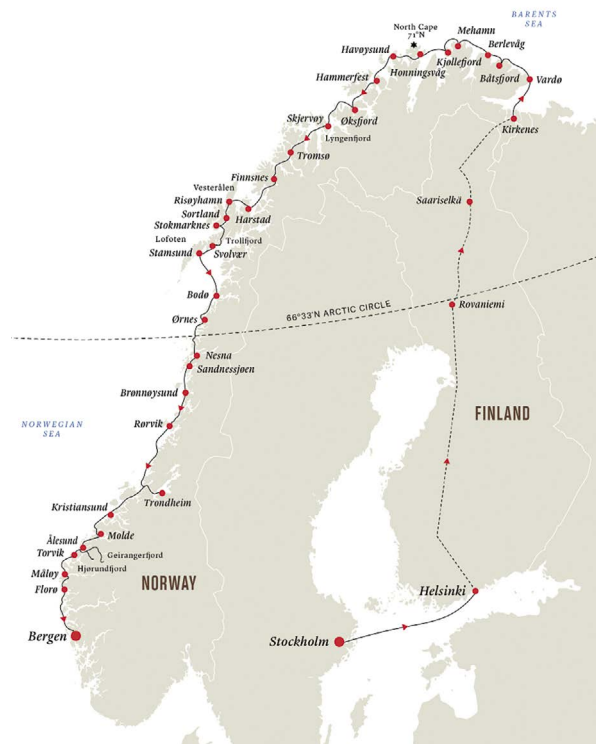 BARENTS
SEA
North Cape
71°N
Mehamn
Berlevåg
Havøysund
Kjøllefjord
Honningsvåg
Båtsfjord
Vardø
Hammerfest
Øksfjord
Skjervøy
Kirkenes
Lyngenfjord
Tromsø
Finnsnes
Vesterålen
Risøyhamn
Saariselkä
Sortland
Harstad
Stokmarknes
Lofoten
Trollfjord
Stamsund
Svolvær
Bodø
Rovaniemi
66°33'N ARCTIC CIRCLE
Ørnes
Nesna
Sandnessjøen
Brønnøysund
FINLAND
NORWEGIAN
SEA
Rørvik
Trondheim
Kristiansund
Molde
Ålesund
Torvik
Geirangerfjord
Hjørundfjord
Måløy
NORWAY
Florø
Helsinki
Bergen
Stockholm